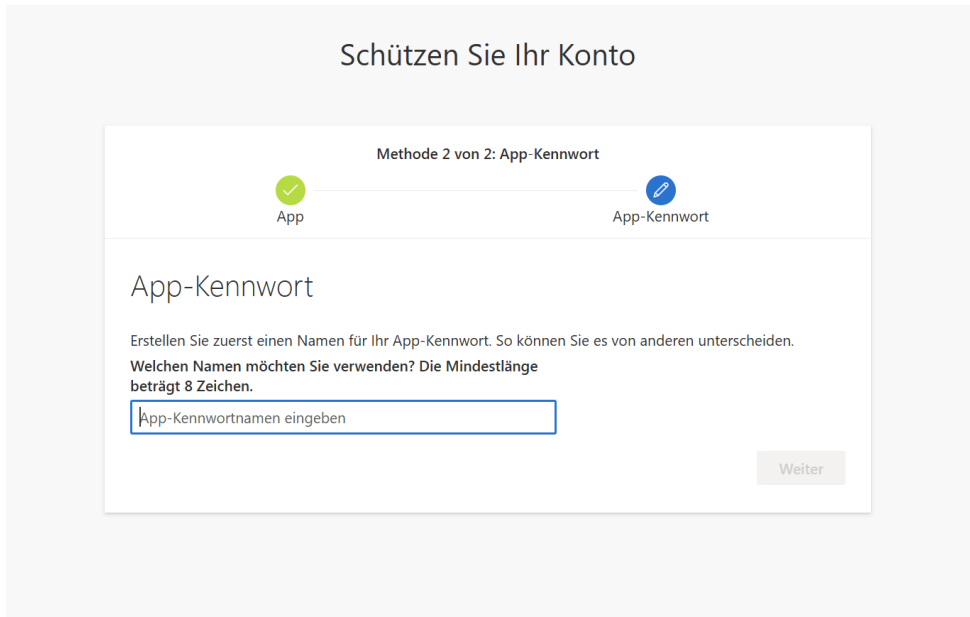 Schützen Sie Ihr Konto
Methode 2 von 2: App-Kennwort
App
App-Kennwort
App-Kennwort
Erstellen Sie zuerst einen Namen für Ihr App-Kennwort. So können Sie es von anderen unterscheiden.
Welchen Namen möchten Sie verwenden? Die Mindestlänge
beträgt 8 Zeichen.
App-Kennwortnamen eingeben
Weiter